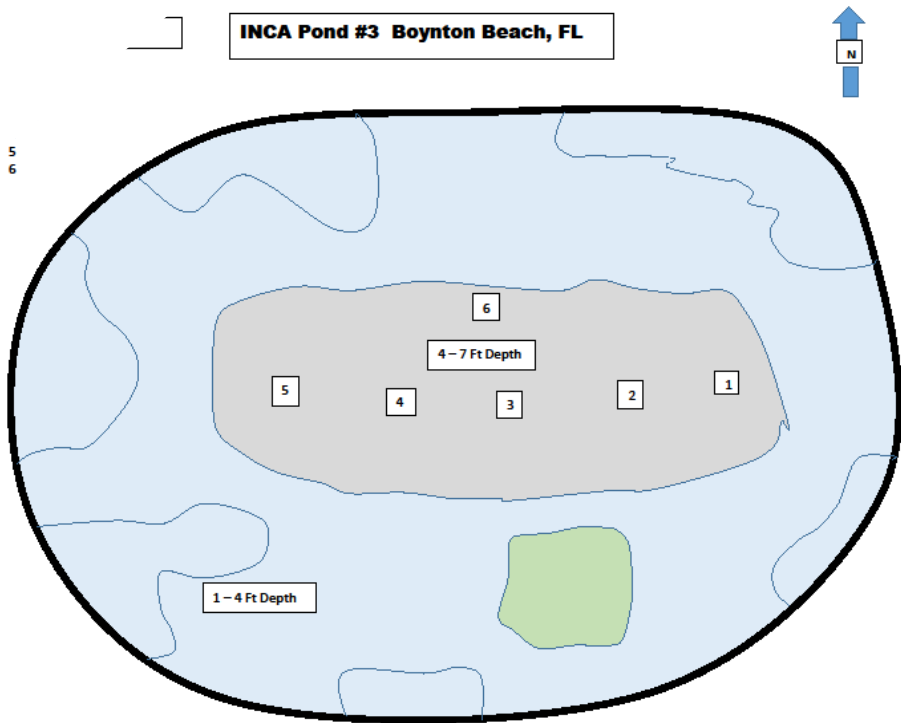 INCA Pond #3 Boynton Beach, FL
N
5
6
6
4 – 7 Ft Depth
5
4
3
2
1
1 – 4 Ft Depth